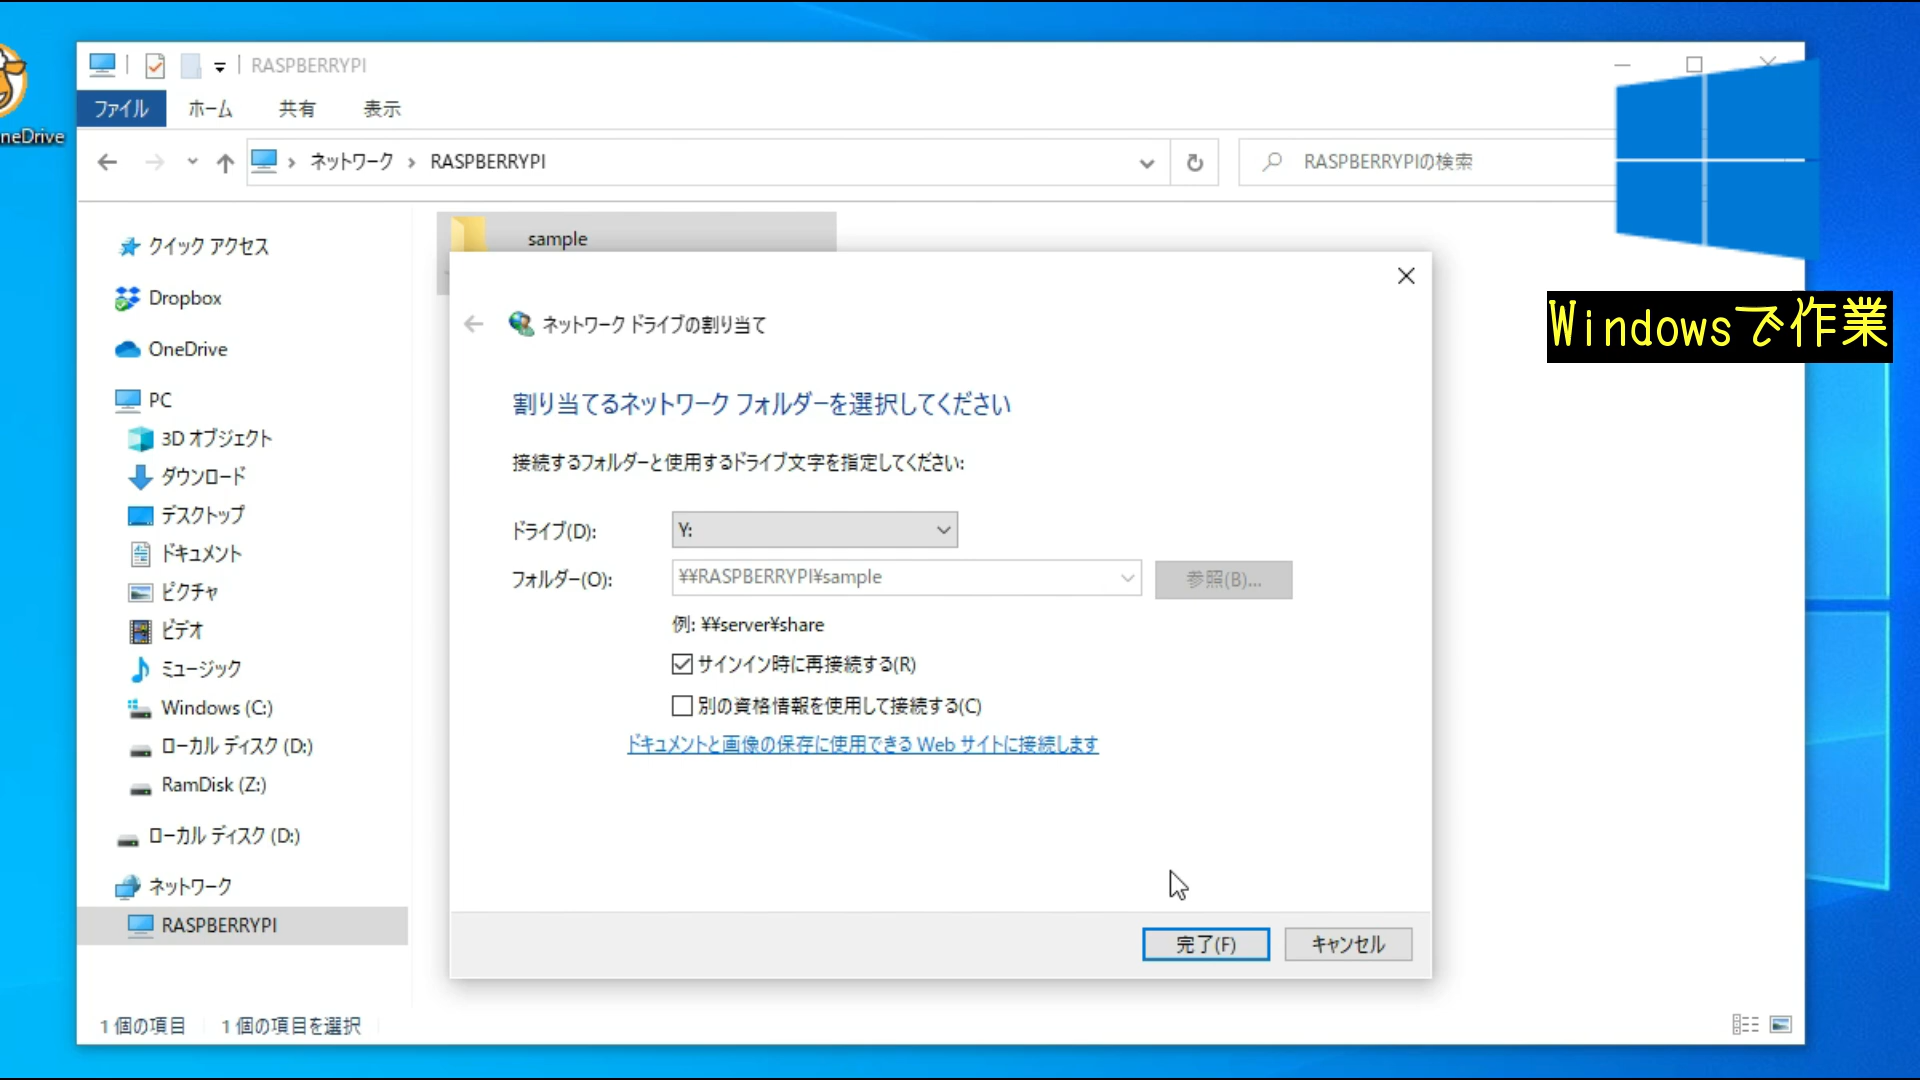 RASPBERRYPI
ファイル ホーム 共有 表示
ネットワーク RASPBERRYPI
RASPBERRYPIの検索
neDrive
クイック アクセス
Dropbox
OneDrive
PC
3D オブジェクト
ダウンロード
デスクトップ
ドキュメント
ピクチャ
ビデオ
ミュージック
Windows (C:)
ローカル ディスク (D:)
RamDisk (Z:)
ローカル ディスク (D:)
ネットワーク
RASPBERRYPI
sample
ネットワーク ドライブの割り当て
割り当てるネットワーク フォルダーを選択してください
接続するフォルダーと使用するドライブ文字を指定してください:
ドライブ(D): Y:
フォルダー(O): ¥¥RASPBERRYPI¥sample 参照(B)...
例: ¥¥server¥share
サインイン時に再接続する(R)
別の資格情報を使用して接続する(C)
ドキュメントと画像の保存に使用できる Web サイトに接続します
完了(F) キャンセル
Windowsで作業
1 個の項目 1 個の項目を選択